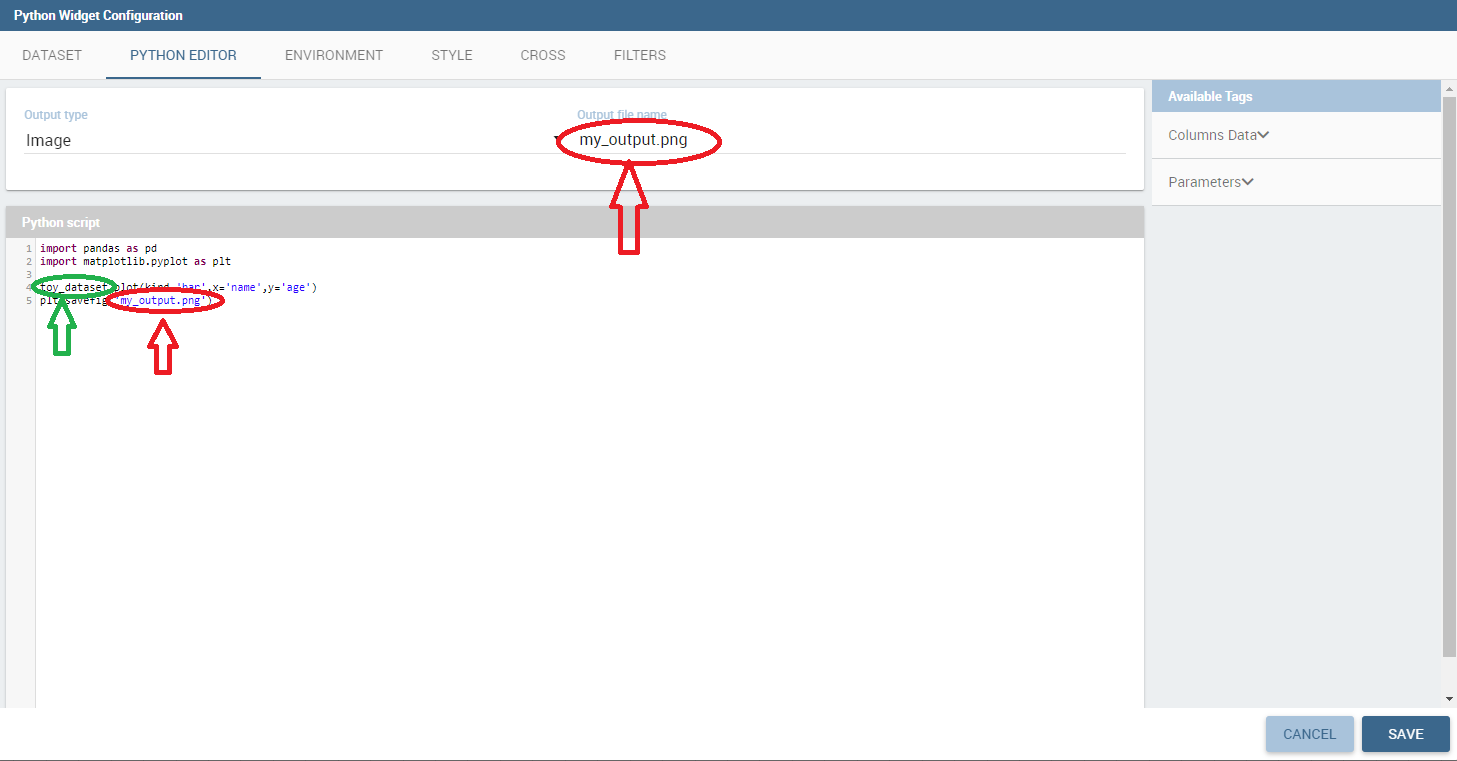 Python Widget Configuration
DATASET PYTHON EDITOR ENVIRONMENT STYLE CROSS FILTERS
Output type Output file name
Image my_output.png
Available Tags
Columns Data
Parameters
Python script
1 import pandas as pd
2 import matplotlib.pyplot as plt
3
4 toy_dataset.plot(kind='bar',x='name',y='age')
5 plt.savefig('my_output.png')
CANCEL SAVE